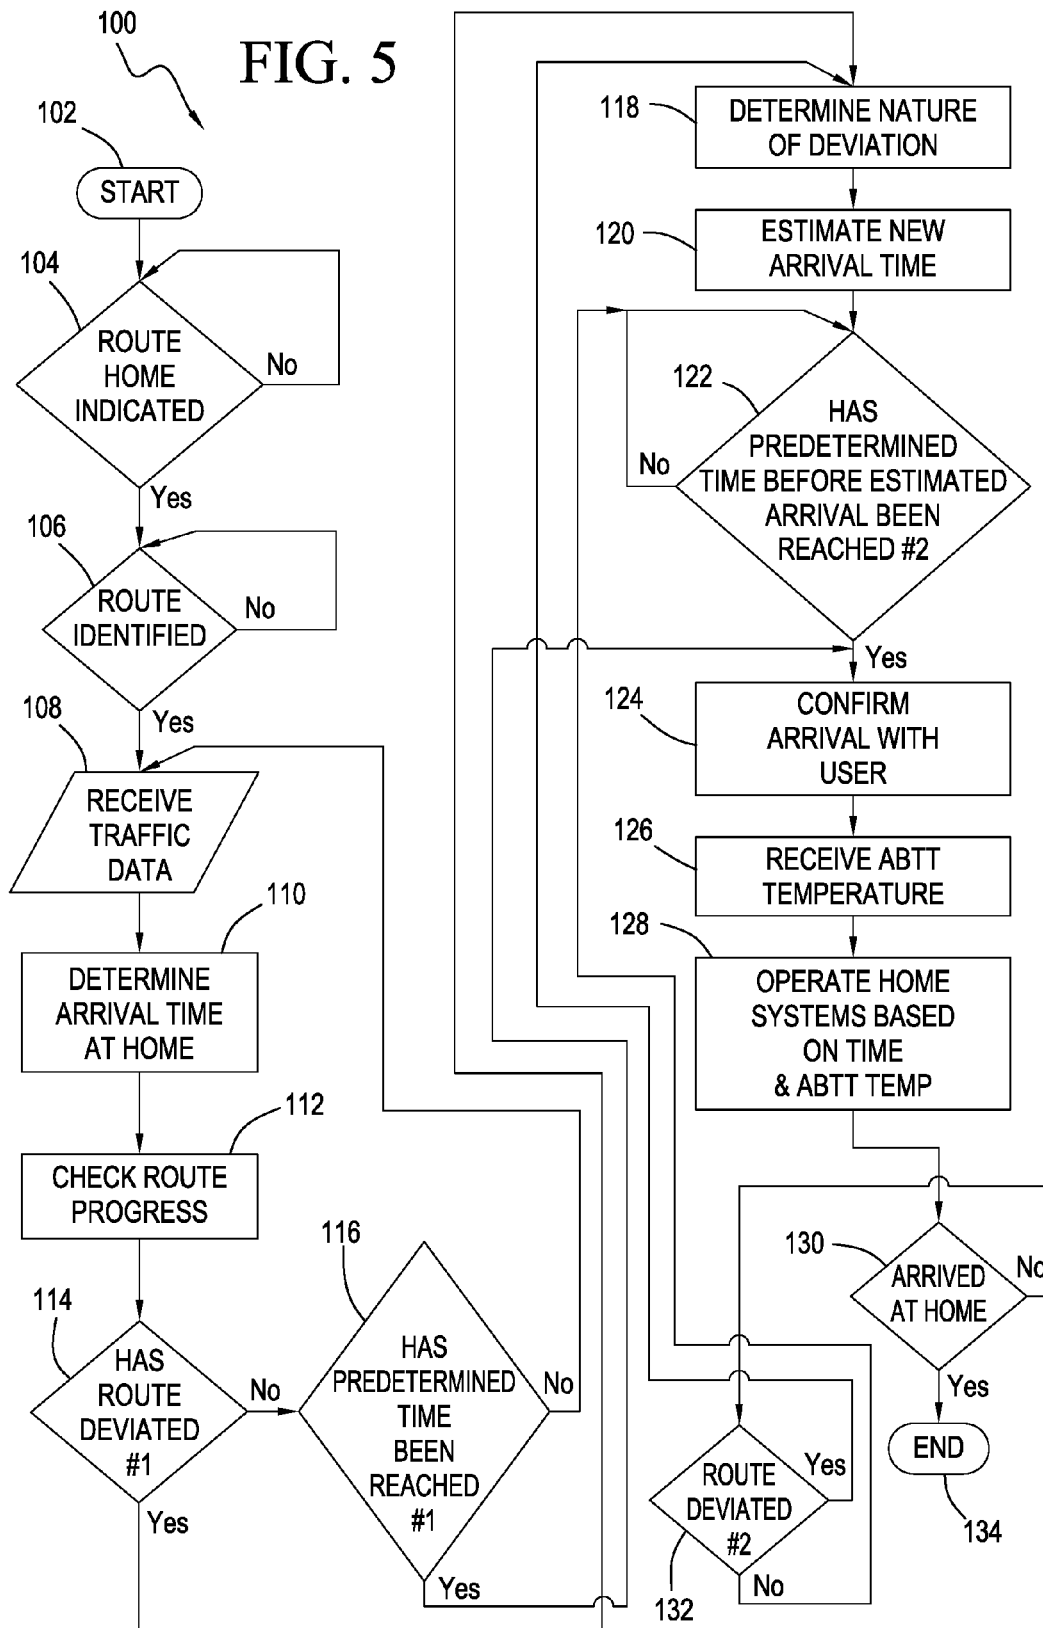 100
FIG. 5
102
START
104
ROUTE
HOME
INDICATED
No
Yes
106
ROUTE
IDENTIFIED
No
Yes
108
RECEIVE
TRAFFIC
DATA
110
DETERMINE
ARRIVAL TIME
AT HOME
112
CHECK ROUTE
PROGRESS
114
HAS
ROUTE
DEVIATED
#1
No
Yes
116
HAS
PREDETERMINED
TIME
BEEN
REACHED
#1
No
Yes
118
DETERMINE NATURE
OF DEVIATION
120
ESTIMATE NEW
ARRIVAL TIME
122
HAS
PREDETERMINED
TIME BEFORE ESTIMATED
ARRIVAL BEEN
REACHED #2
No
Yes
124
CONFIRM
ARRIVAL WITH
USER
126
RECEIVE ABTT
TEMPERATURE
128
OPERATE HOME
SYSTEMS BASED
ON TIME
& ABTT TEMP
130
ARRIVED
AT HOME
No
Yes
END
134
ROUTE
DEVIATED
#2
Yes
No
132